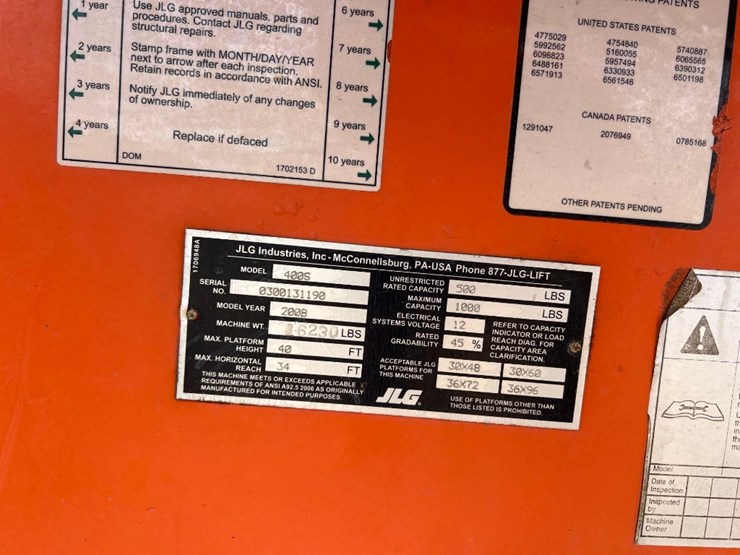 1 year
2 years
3 years
4 years
Use JLG approved manuals, parts and
procedures. Contact JLG regarding
structural repairs.
Stamp frame with MONTH/DAY/YEAR
next to arrow after each inspection.
Retain records in accordance with ANSI.
Notify JLG immediately of any changes
of ownership.
Replace if defaced
DOM
1702153 D
6 years
7 years
8 years
9 years
10 years
PATENTS
UNITED STATES PATENTS
4775029 4754840 5740887
5992562 5160055 6065565
6098823 5957494 6390312
6488161 6330933 6501198
6571913 6561546
CANADA PATENTS
1291047 2076949 0785168
OTHER PATENTS PENDING
1706948A
JLG Industries, Inc - McConnellsburg, PA-USA Phone 877-JLG-LIFT
MODEL 400S
SERIAL NO. 0300131190
MODEL YEAR 2008
MACHINE WT. 16230 LBS
MAX. PLATFORM HEIGHT 40 FT
MAX. HORIZONTAL REACH 34 FT
THIS MACHINE MEETS OR EXCEEDS APPLICABLE
REQUIREMENTS OF ANSI A92.5 2006 AS ORIGINALLY
MANUFACTURED FOR INTENDED PURPOSES.
UNRESTRICTED RATED CAPACITY 500 LBS
MAXIMUM CAPACITY 1000 LBS
ELECTRICAL SYSTEMS VOLTAGE 12
RATED GRADABILITY 45 %
REFER TO CAPACITY
INDICATOR OR LOAD
REACH DIAG. FOR
CAPACITY AREA
CLARIFICATION.
ACCEPTABLE JLG
PLATFORMS FOR
THIS MACHINE
30X48 30X60
36X72 36X96
JLG
USE OF PLATFORMS OTHER THAN
THOSE LISTED IS PROHIBITED.
Model
Date of
Inspection
Inspected
by
Machine
Owner